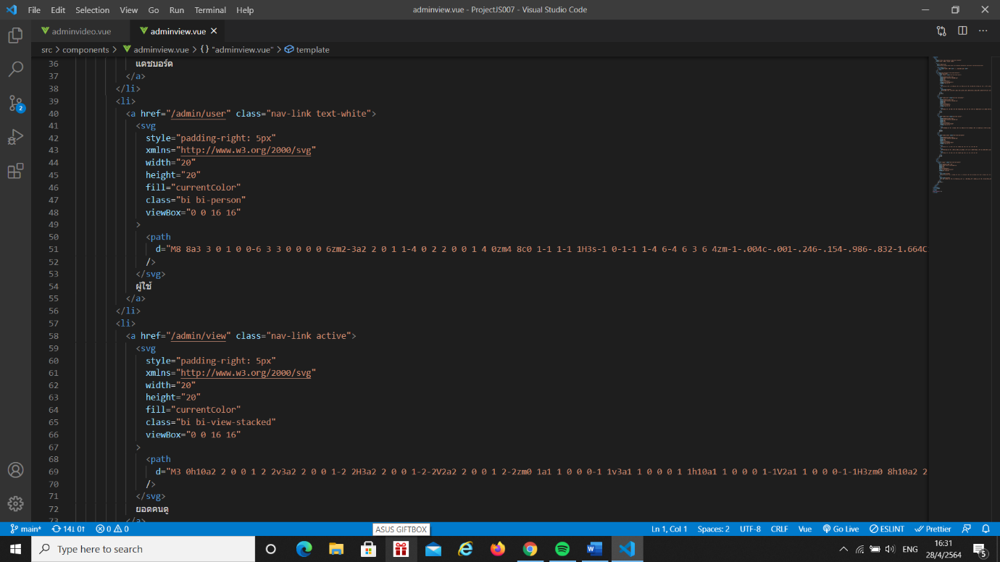 File Edit Selection View Go Run Terminal Help
adminview.vue - ProjectJS007 - Visual Studio Code
adminvideo.vue
adminview.vue
src > components > adminview.vue > {} "adminview.vue" > template
36 แดชบอร์ด
37 </a>
38 </li>
39 <li>
40 <a href="/admin/user" class="nav-link text-white">
41 <svg
42 style="padding-right: 5px"
43 xmlns="http://www.w3.org/2000/svg"
44 width="20"
45 height="20"
46 fill="currentColor"
47 class="bi bi-person"
48 viewBox="0 0 16 16"
49 >
50 <path
51 d="M8 8a3 3 0 1 0 0-6 3 3 0 0 0 0 6zm2-3a2 2 0 1 1-4 0 2 2 0 0 1 4 0zm4 8c0 1-1 1-1 1H3s-1 0-1-1 1-4 6-4 6 3 6 4zm-1-.004c-.001-.246-.154-.986-.832-1.664C
52 />
53 </svg>
54 ผู้ใช้
55 </a>
56 </li>
57 <li>
58 <a href="/admin/view" class="nav-link active">
59 <svg
60 style="padding-right: 5px"
61 xmlns="http://www.w3.org/2000/svg"
62 width="20"
63 height="20"
64 fill="currentColor"
65 class="bi bi-view-stacked"
66 viewBox="0 0 16 16"
67 >
68 <path
69 d="M3 0h10a2 2 0 0 1 2 2v3a2 2 0 0 1-2 2H3a2 2 0 0 1-2-2V2a2 2 0 0 1 2-2zm0 1a1 1 0 0 0-1 1v3a1 1 0 0 0 1 1h10a1 1 0 0 0 1-1V2a1 1 0 0 0-1-1H3zm0 8h10a2 2
70 />
71 </svg>
72 ยอดคนดู
73 </a>
2
main* 14↓ 0↑ 0 0
ASUS GIFTBOX
Ln 1, Col 1 Spaces: 2 UTF-8 CRLF Vue Go Live ESLINT Prettier
Type here to search
ENG
16:31
28/4/2564
5